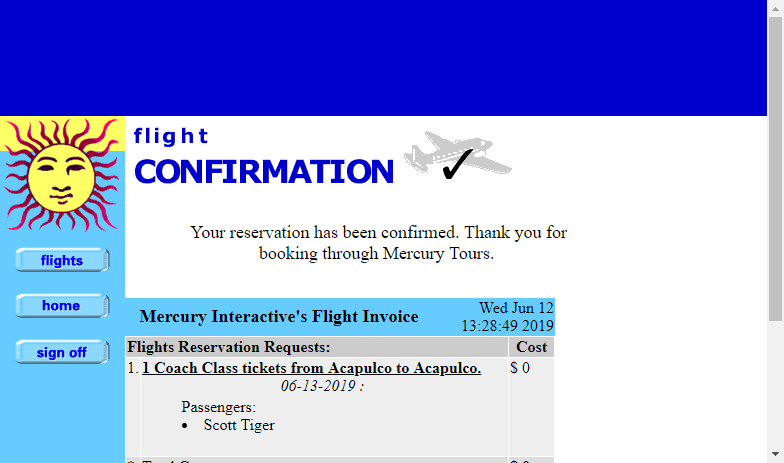 flight
CONFIRMATION
Your reservation has been confirmed. Thank you for
booking through Mercury Tours.
flights
home
sign off
Mercury Interactive's Flight Invoice
Wed Jun 12
13:28:49 2019
Flights Reservation Requests: Cost
1. 1 Coach Class tickets from Acapulco to Acapulco. $ 0
06-13-2019 :
Passengers:
• Scott Tiger